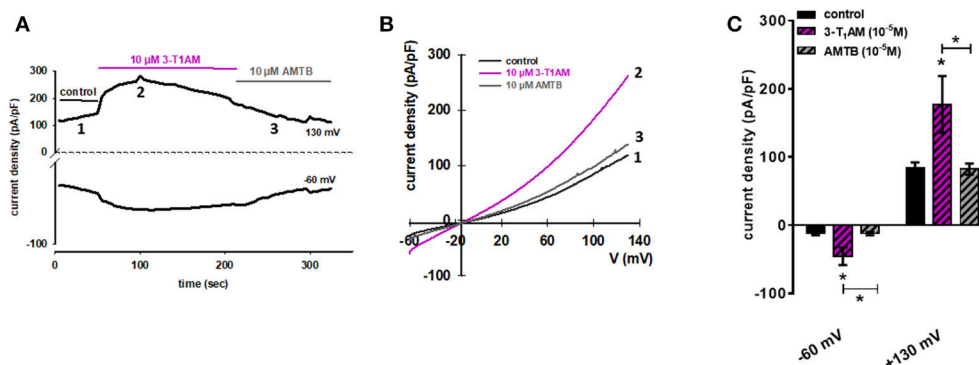 A
10 µM 3-T1AM
10 µM AMTB
control
current density (pA/pF)
300
200
100
0
-100
1
2
3
130 mV
-60 mV
0
100
200
300
time (sec)
B
control
10 µM 3-T1AM
10 µM AMTB
current density (pA/pF)
300
200
100
0
-100
-60
-20
20
60
100
140
V (mV)
2
3
1
C
control
3-T₁AM (10⁻⁵M)
AMTB (10⁻⁵M)
current density (pA/pF)
300
200
100
0
-100
*
*
*
*
-60 mV
+130 mV